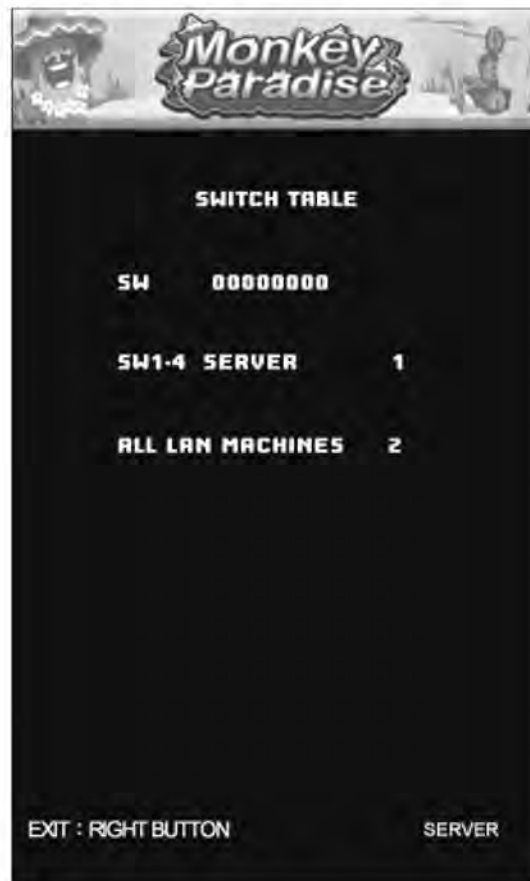 Monkey
Paradise
SWITCH TABLE
SW 00000000
SW1-4 SERVER 1
ALL LAN MACHINES 2
EXIT : RIGHT BUTTON SERVER